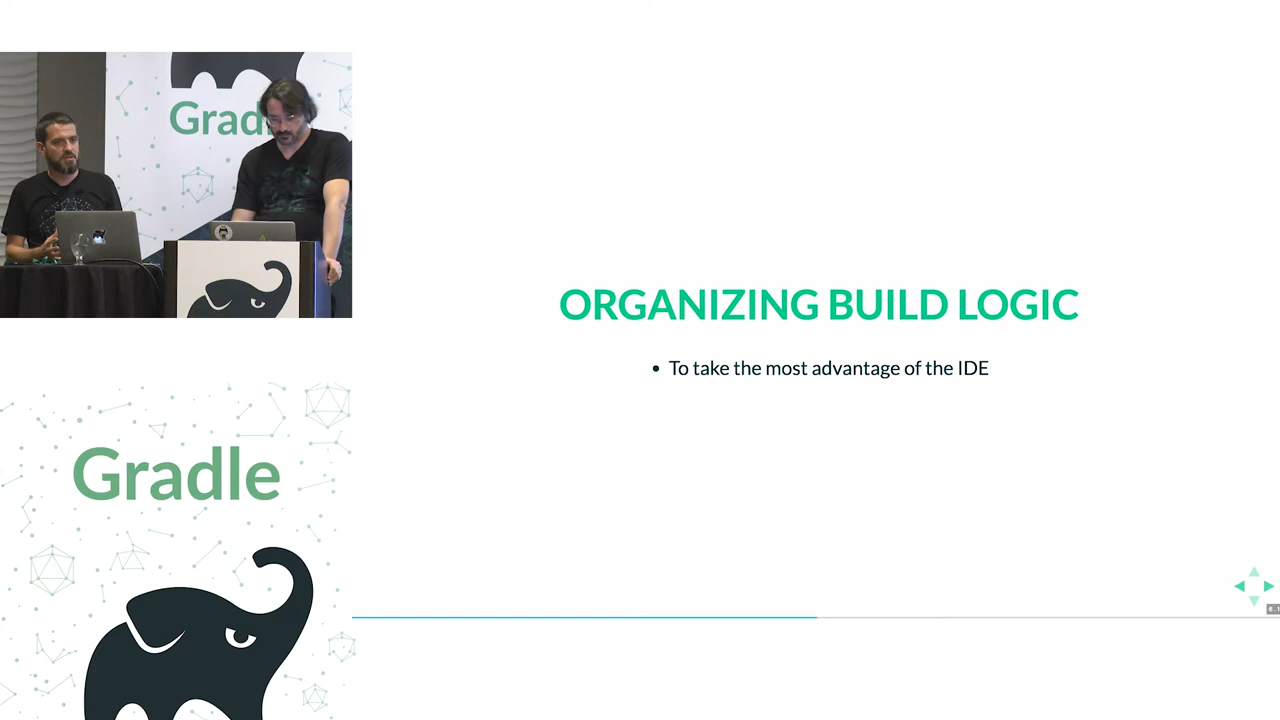 Gradle
ORGANIZING BUILD LOGIC
• To take the most advantage of the IDE
Gradle